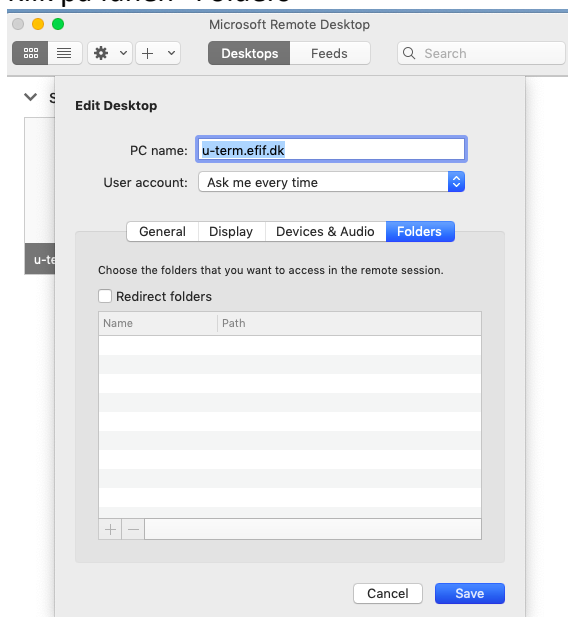 Microsoft Remote Desktop
Desktops Feeds Search
Edit Desktop
PC name: u-term.efif.dk
User account: Ask me every time
General Display Devices & Audio Folders
u-te
Choose the folders that you want to access in the remote session.
Redirect folders
Name Path
Cancel Save